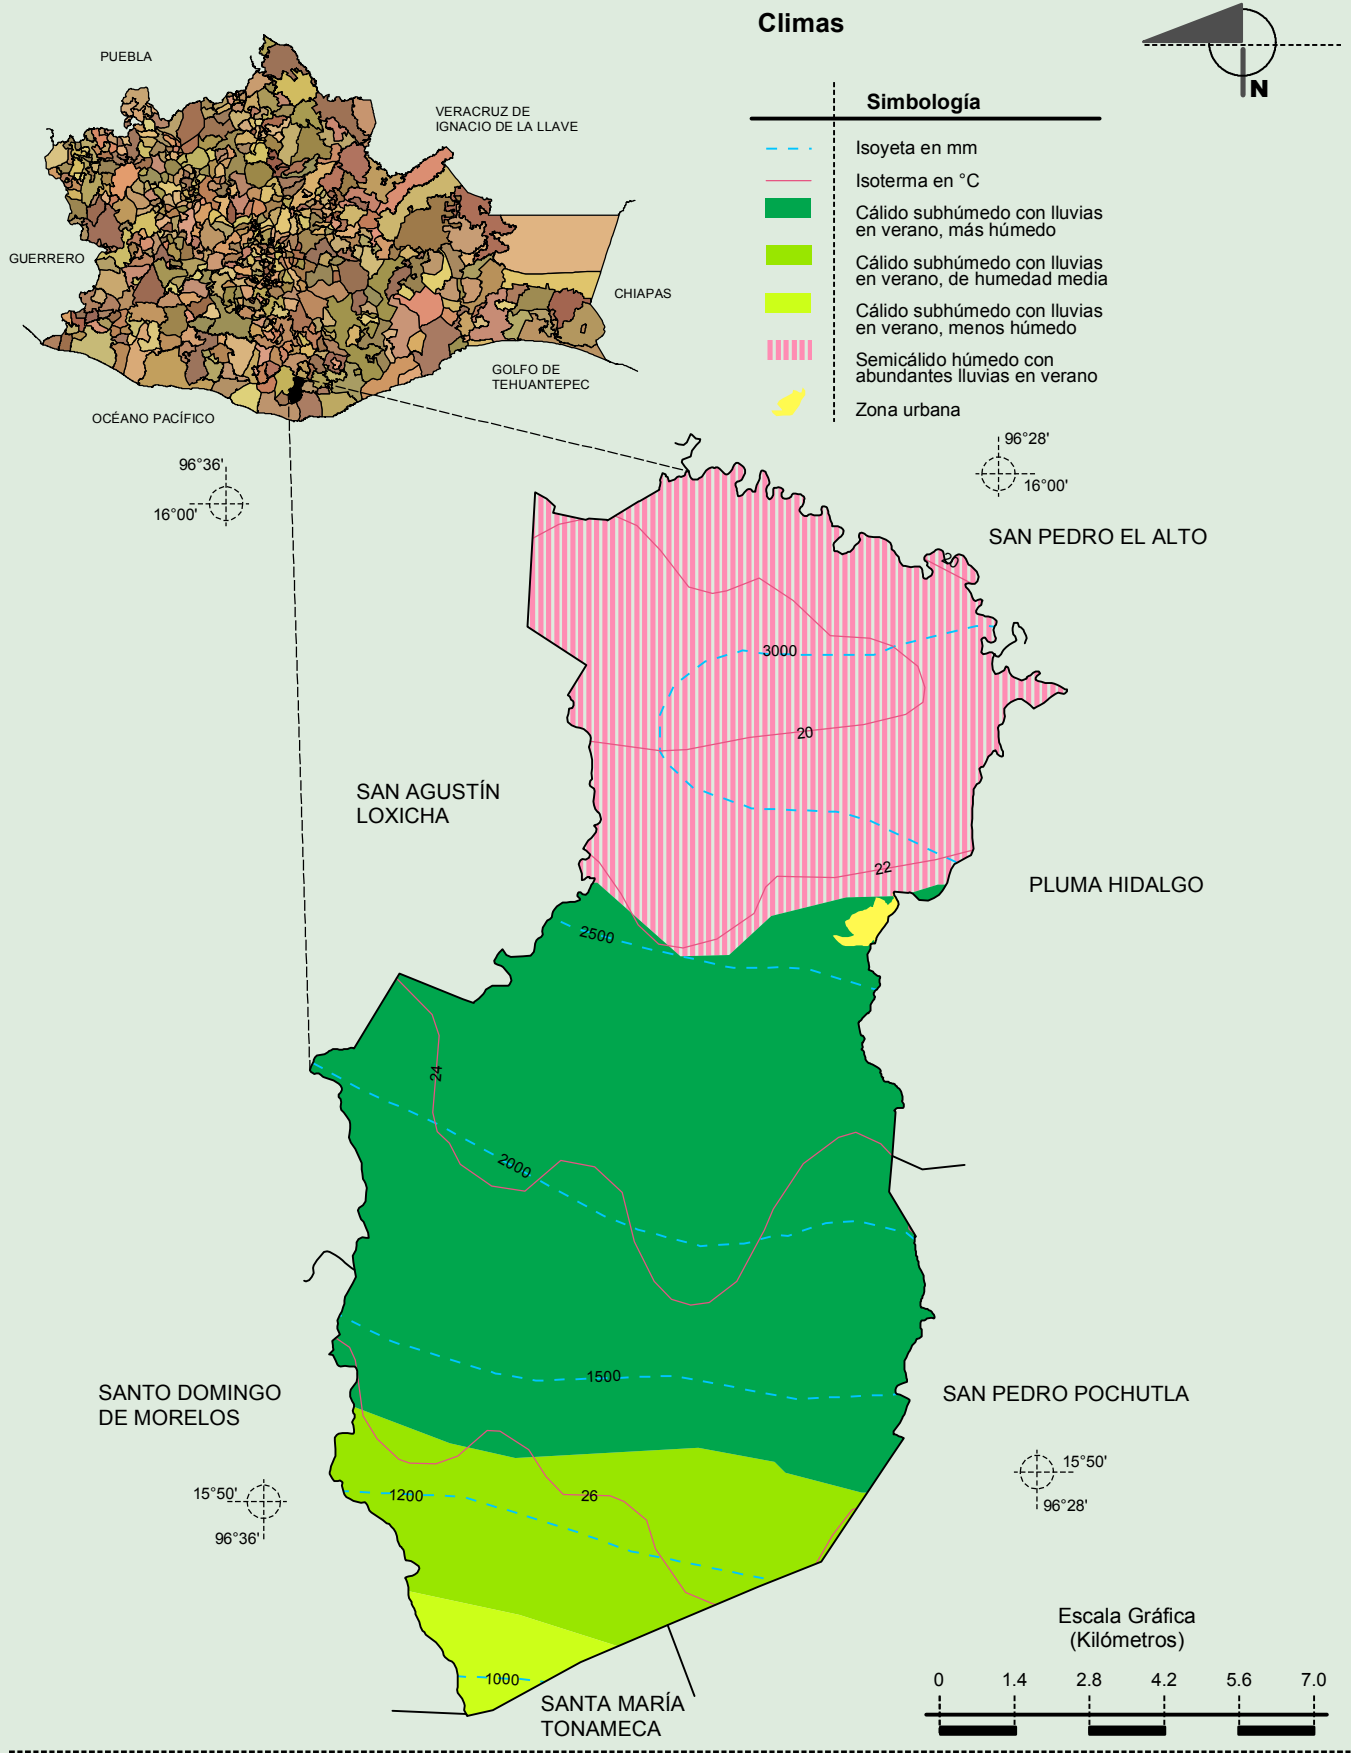 Climas
N
PUEBLA
VERACRUZ DE
IGNACIO DE LA LLAVE
GUERRERO
CHIAPAS
GOLFO DE
TEHUANTEPEC
OCÉANO PACÍFICO
Simbología
Isoyeta en mm
Isoterma en °C
Cálido subhúmedo con lluvias
en verano, más húmedo
Cálido subhúmedo con lluvias
en verano, de humedad media
Cálido subhúmedo con lluvias
en verano, menos húmedo
Semicálido húmedo con
abundantes lluvias en verano
Zona urbana
96°36'
16°00'
96°28'
16°00'
SAN PEDRO EL ALTO
20
3000
20
SAN AGUSTÍN
LOXICHA
22
PLUMA HIDALGO
2500
24
2000
1500
SANTO DOMINGO
DE MORELOS
SAN PEDRO POCHUTLA
15°50'
96°36'
1200
26
15°50'
96°28'
1000
SANTA MARÍA
TONAMECA
Escala Gráfica
(Kilómetros)
0 1.4 2.8 4.2 5.6 7.0